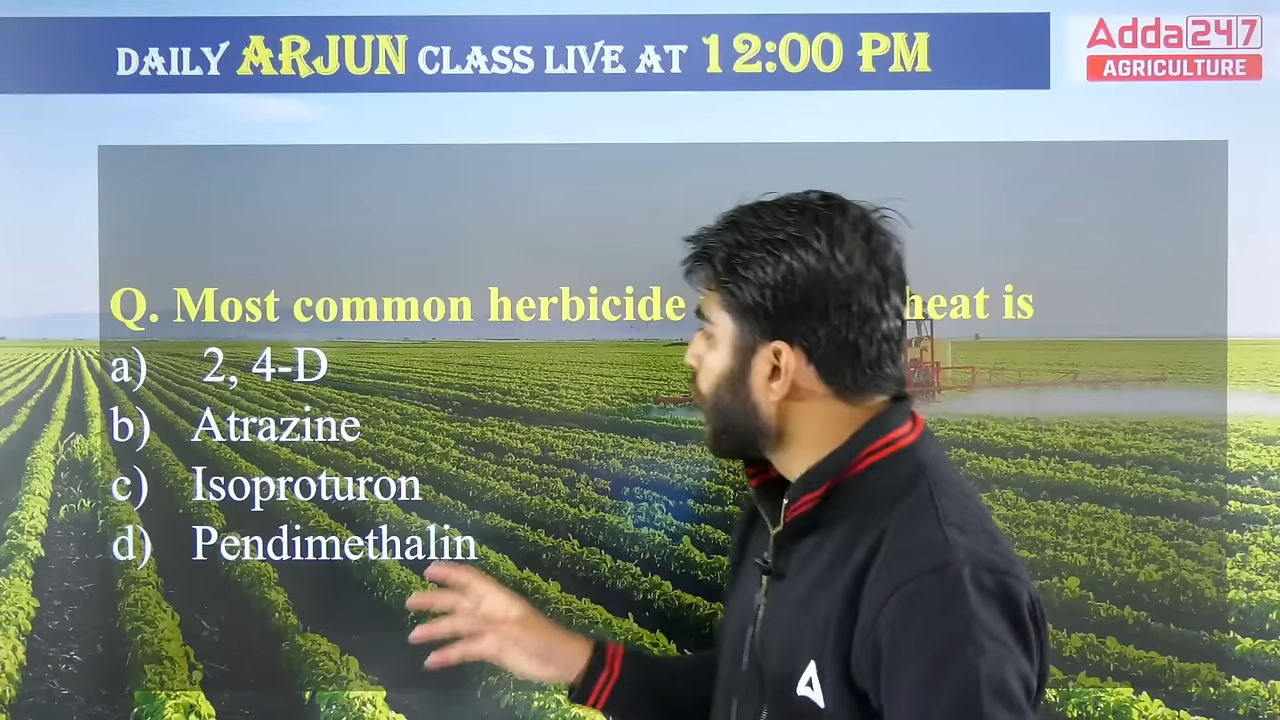 DAILY ARJUN CLASS LIVE AT 12:00 PM
Adda247
AGRICULTURE
Q. Most common herbicide heat is
a) 2, 4-D
b) Atrazine
c) Isoproturon
d) Pendimethalin